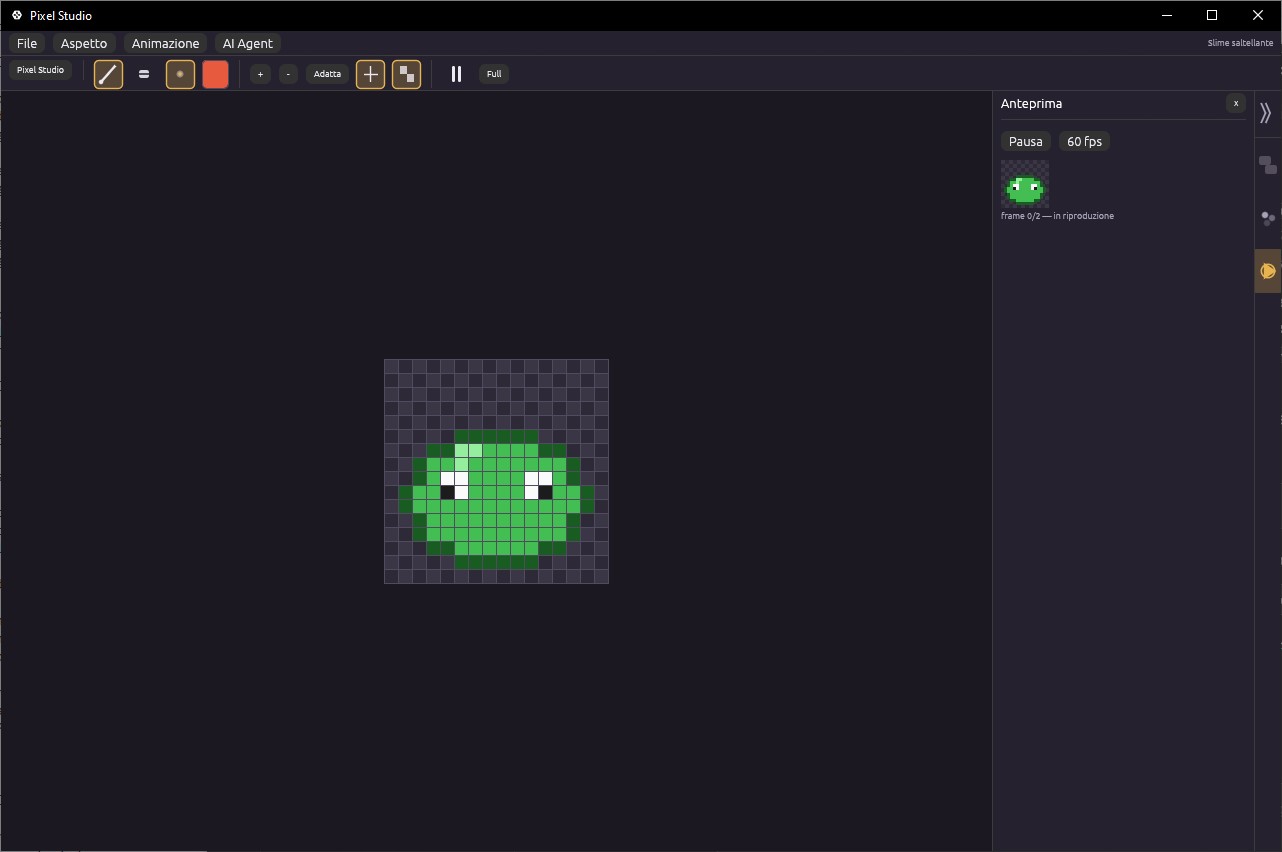 Pixel Studio
File Aspetto Animazione AI Agent Slime saltellante
Pixel Studio + - Adatta Full
Anteprima x
Pausa 60 fps
frame 0/2 — in riproduzione